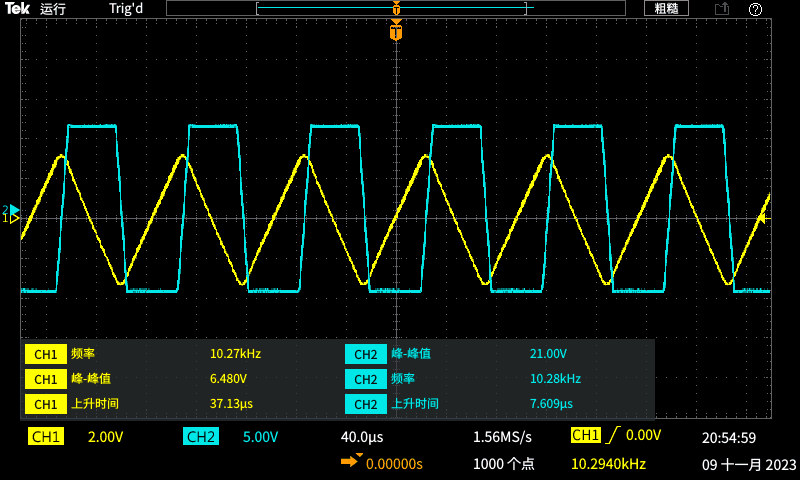 Tek 运行 Trig'd T 粗糙 ?
T
2
1
CH1 频率 10.27kHz CH2 峰-峰值 21.00V
CH1 峰-峰值 6.480V CH2 频率 10.28kHz
CH1 上升时间 37.13µs CH2 上升时间 7.609µs
CH1 2.00V CH2 5.00V 40.0µs 1.56MS/s CH1 0.00V 20:54:59
0.00000s 1000 个点 10.2940kHz 09 十一月 2023